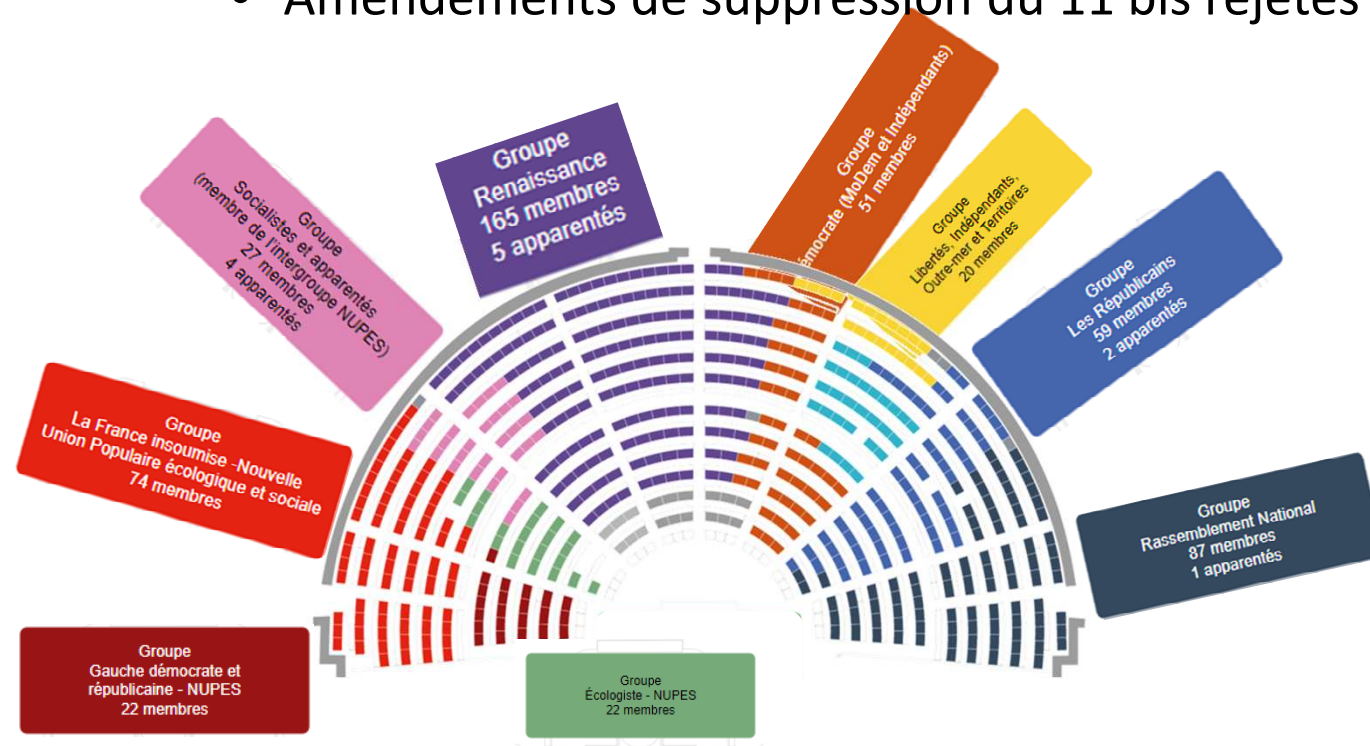 • Amendements de suppression du 11 bis rejetés
Groupe
Renaissance
165 membres
5 apparentés
Groupe
émocrate (MoDem et Indépendants)
51 membres
Groupe
Libertés, Indépendants,
Outre-mer et Territoires
20 membres
Groupe
Socialistes et apparentés
(membre de l'intergroupe NUPES)
27 membres
4 apparentés
Groupe
Les Républicains
59 membres
2 apparentés
Groupe
La France insoumise -Nouvelle
Union Populaire écologique et sociale
74 membres
Groupe
Rassemblement National
87 membres
1 apparentés
Groupe
Gauche démocrate et
républicaine - NUPES
22 membres
Groupe
Écologiste - NUPES
22 membres